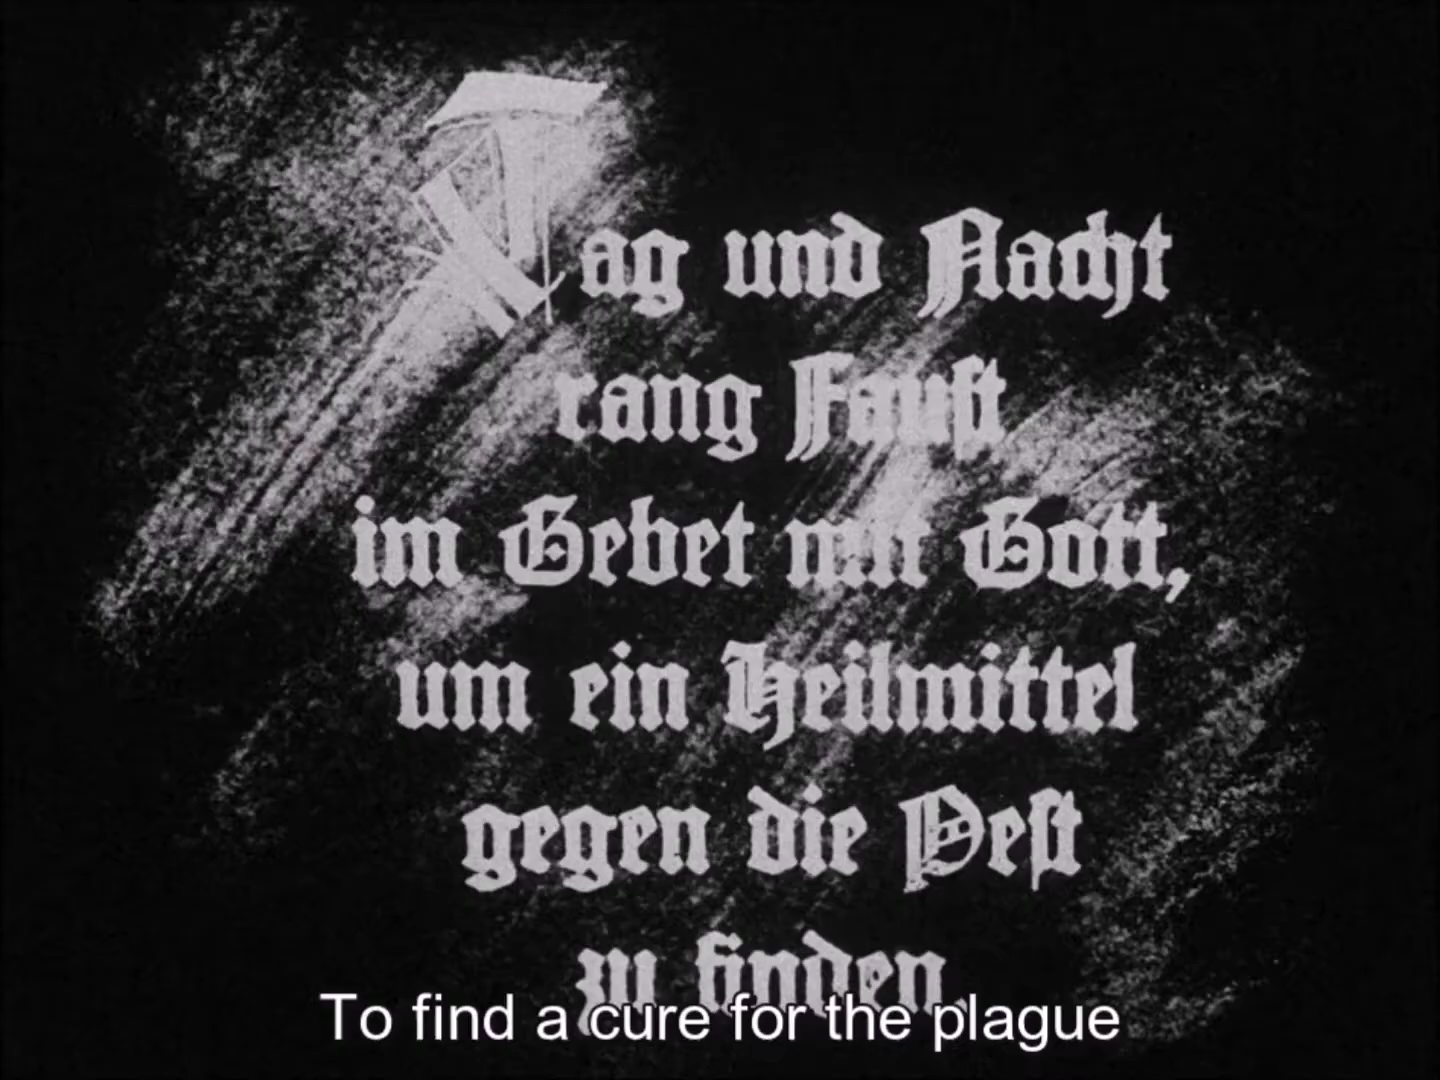 Tag und Nacht
rang Fauſt
im Gebet mit Gott,
um ein Heilmittel
gegen die Peſt
zu finden.
To find a cure for the plague